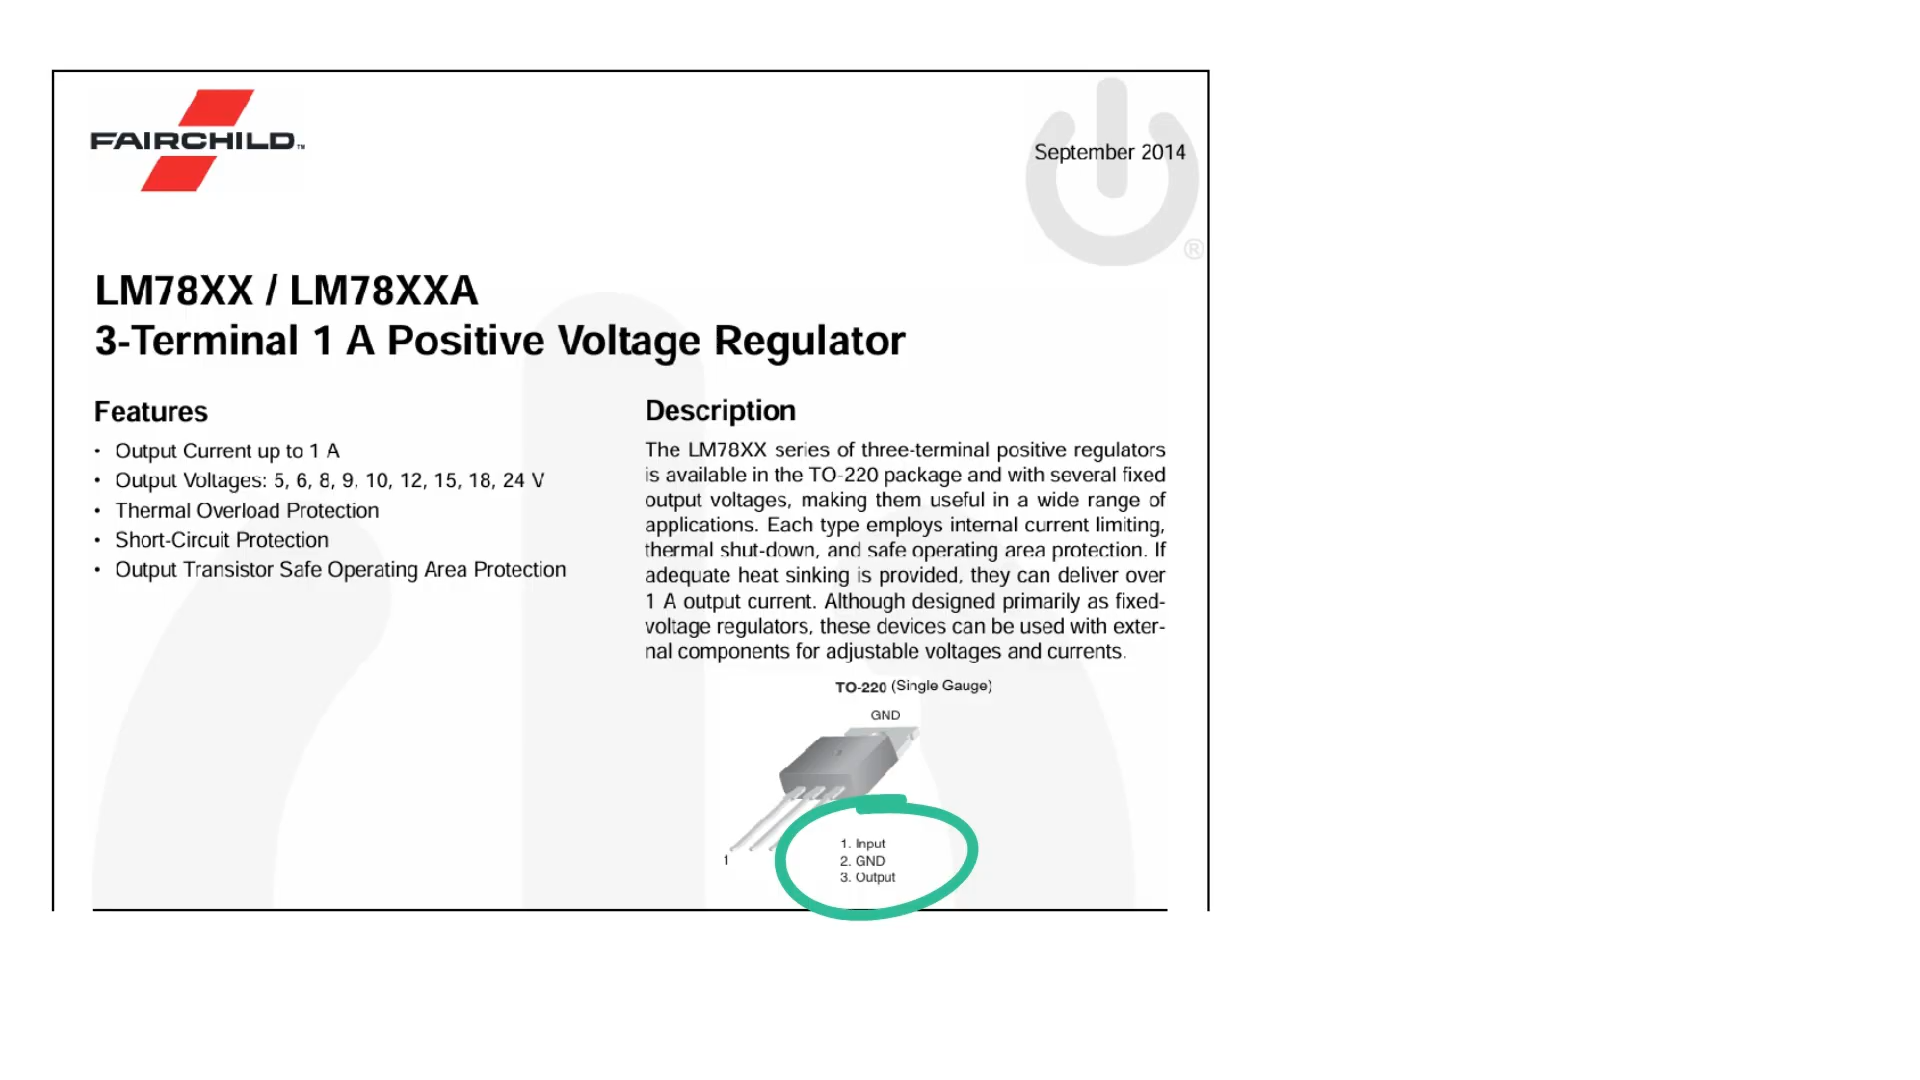 FAIRCHILD™
September 2014
®
LM78XX / LM78XXA
3-Terminal 1 A Positive Voltage Regulator
Features
• Output Current up to 1 A
• Output Voltages: 5, 6, 8, 9, 10, 12, 15, 18, 24 V
• Thermal Overload Protection
• Short-Circuit Protection
• Output Transistor Safe Operating Area Protection
Description
The LM78XX series of three-terminal positive regulators
is available in the TO-220 package and with several fixed
output voltages, making them useful in a wide range of
applications. Each type employs internal current limiting,
thermal shut-down, and safe operating area protection. If
adequate heat sinking is provided, they can deliver over
1 A output current. Although designed primarily as fixed-
voltage regulators, these devices can be used with exter-
nal components for adjustable voltages and currents.
TO-220 (Single Gauge)
GND
1
1. Input
2. GND
3. Output